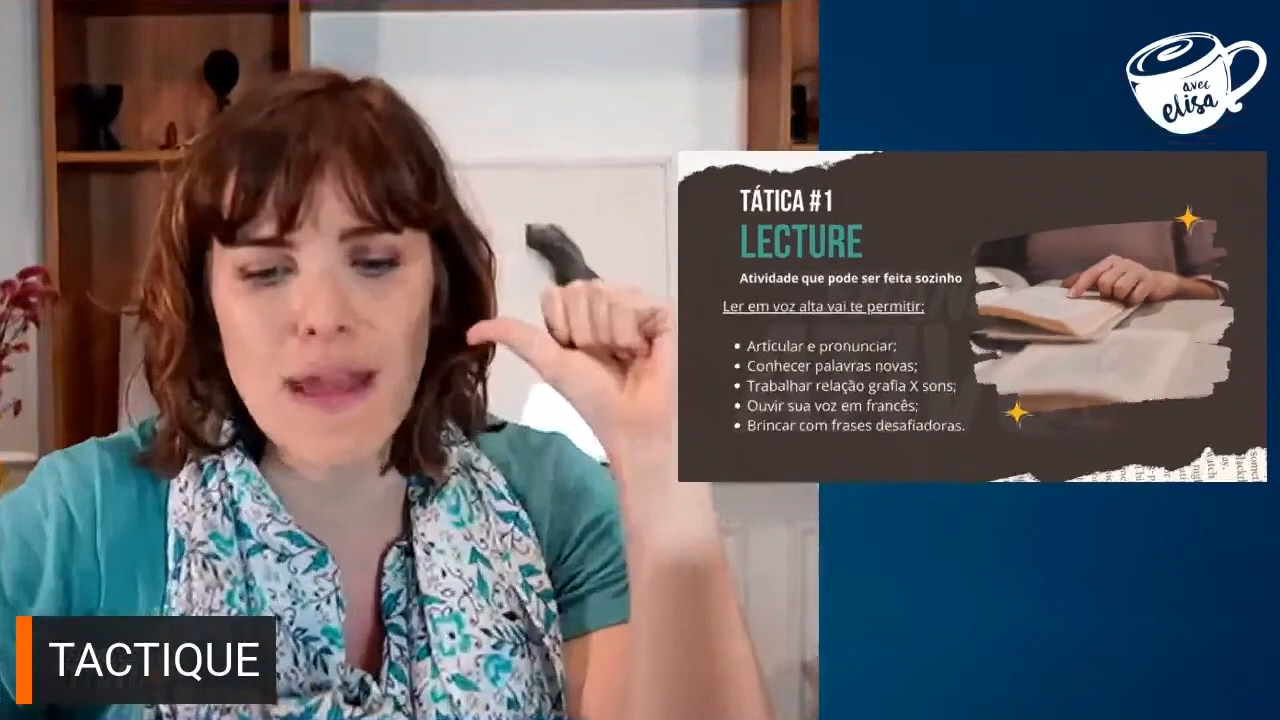 avec
elisa
TÁTICA #1
LECTURE
Atividade que pode ser feita sozinho
Ler em voz alta vai te permitir:
• Articular e pronunciar;
• Conhecer palavras novas;
• Trabalhar relação grafia X sons;
• Ouvir sua voz em francês;
• Brincar com frases desafiadoras.
TACTIQUE